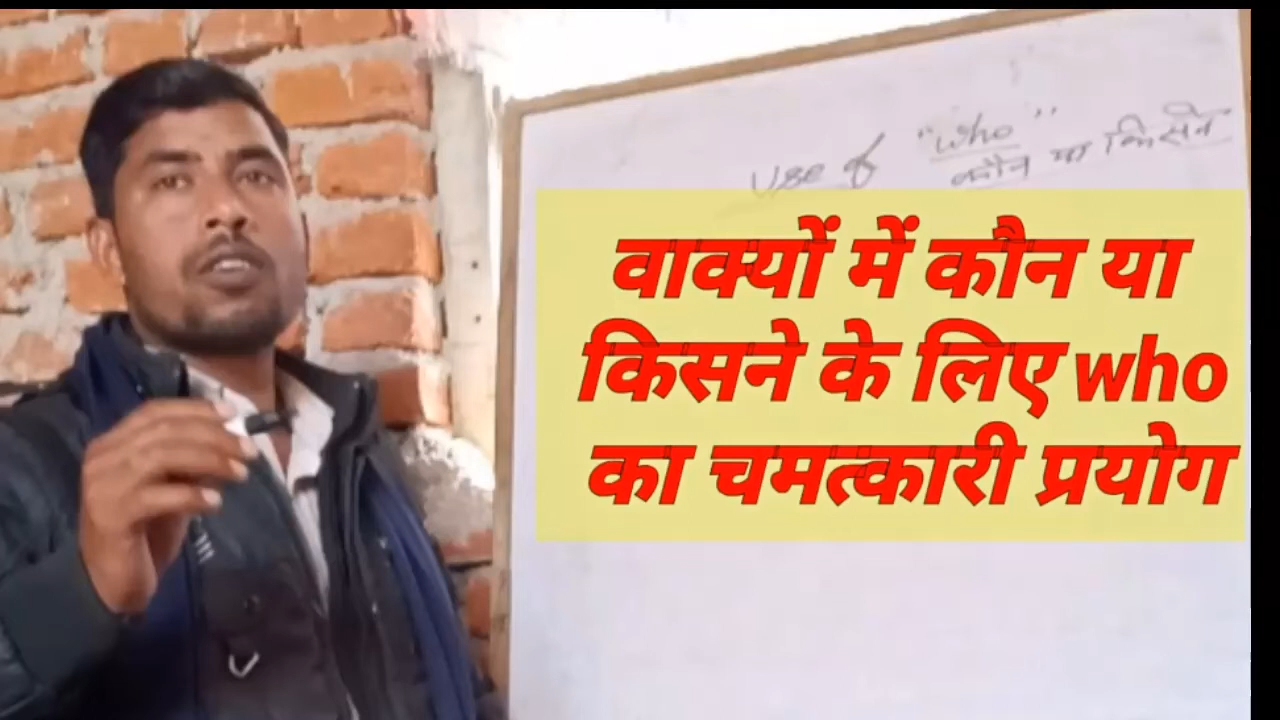 Use of "who"
कौन या किसने
वाक्यों में कौन या
किसने के लिए who
का चमत्कारी प्रयोग